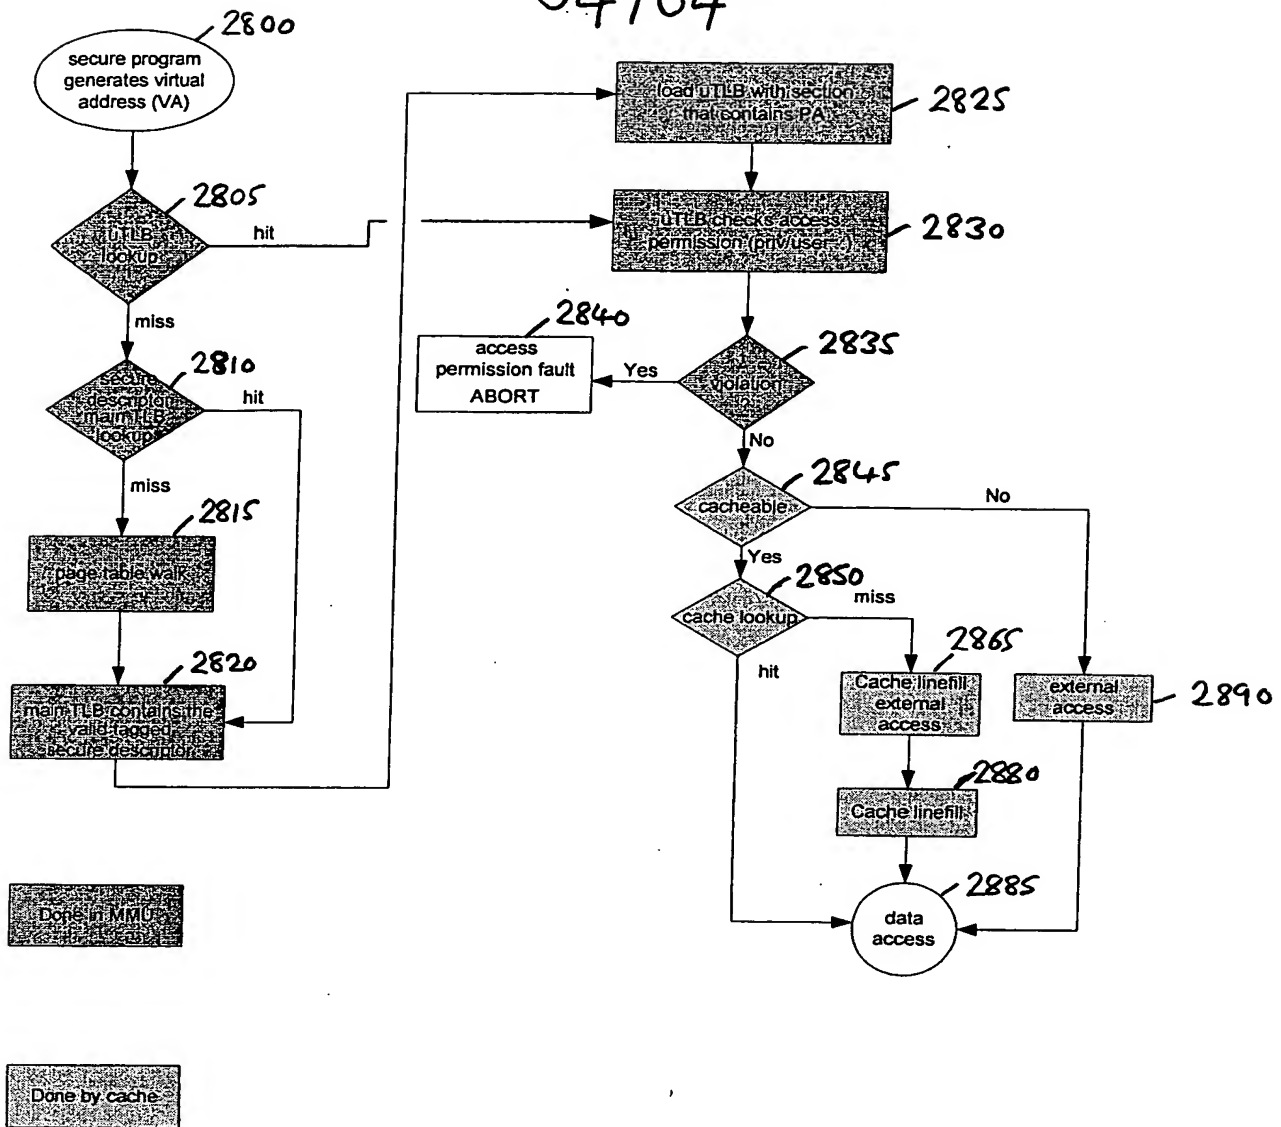 54/64
2800
secure program
generates virtual
address (VA)
2805
uTLB
lookup
hit
miss
2810
secure
descriptor
main TLB
lookup
hit
miss
2815
page table walk
2820
main TLB contains the
valid tagged
secure descriptor
load uTLB with section
that contains PA
2825
uTLB checks access
permission (priv/user...)
2830
2840
access
permission fault
ABORT
Yes
2835
violation
No
2845
cacheable
No
Yes
2850
cache lookup
miss
hit
2865
Cache linefill
external
access
external
access
2890
2880
Cache linefill
2885
data
access
Done in MMU
Done by cache